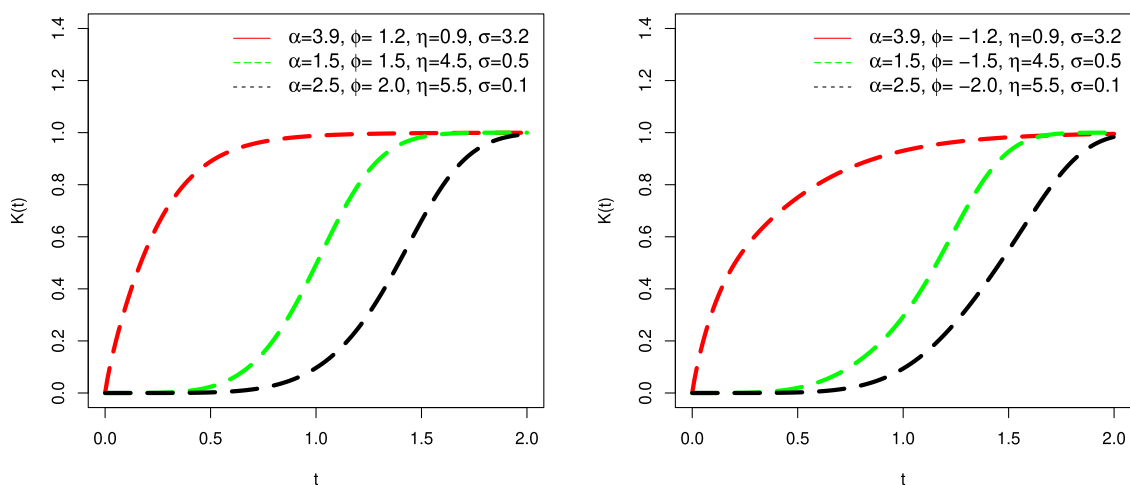 α=3.9, ϕ= 1.2, η=0.9, σ=3.2
α=1.5, ϕ= 1.5, η=4.5, σ=0.5
α=2.5, ϕ= 2.0, η=5.5, σ=0.1
K(t)
1.4
1.2
1.0
0.8
0.6
0.4
0.2
0.0
0.0 0.5 1.0 1.5 2.0
t
α=3.9, ϕ= −1.2, η=0.9, σ=3.2
α=1.5, ϕ= −1.5, η=4.5, σ=0.5
α=2.5, ϕ= −2.0, η=5.5, σ=0.1
K(t)
1.4
1.2
1.0
0.8
0.6
0.4
0.2
0.0
0.0 0.5 1.0 1.5 2.0
t